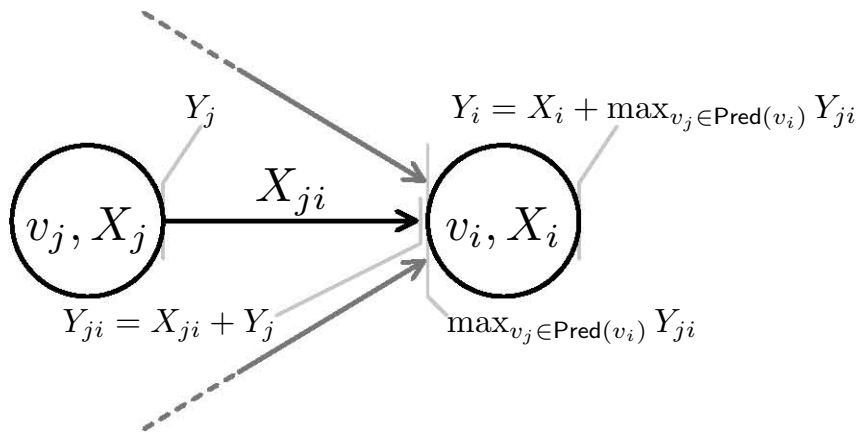 Y_j
Y_i = X_i + max_{v_j∈Pred(v_i)} Y_{ji}
X_{ji}
v_j, X_j
v_i, X_i
Y_{ji} = X_{ji} + Y_j
max_{v_j∈Pred(v_i)} Y_{ji}